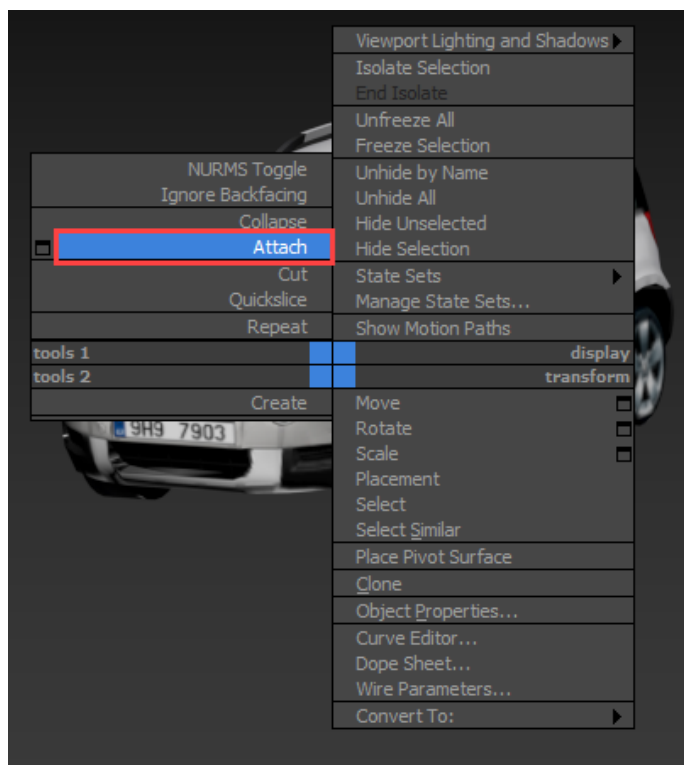 Viewport Lighting and Shadows
Isolate Selection
End Isolate
Unfreeze All
Freeze Selection
Unhide by Name
Unhide All
Hide Unselected
Hide Selection
State Sets
Manage State Sets...
Show Motion Paths
NURMS Toggle
Ignore Backfacing
Collapse
Attach
Cut
Quickslice
Repeat
tools 1
display
tools 2
transform
Create
Move
Rotate
Scale
Placement
Select
Select Similar
Place Pivot Surface
Clone
Object Properties...
Curve Editor...
Dope Sheet...
Wire Parameters...
Convert To:
9H9 7903